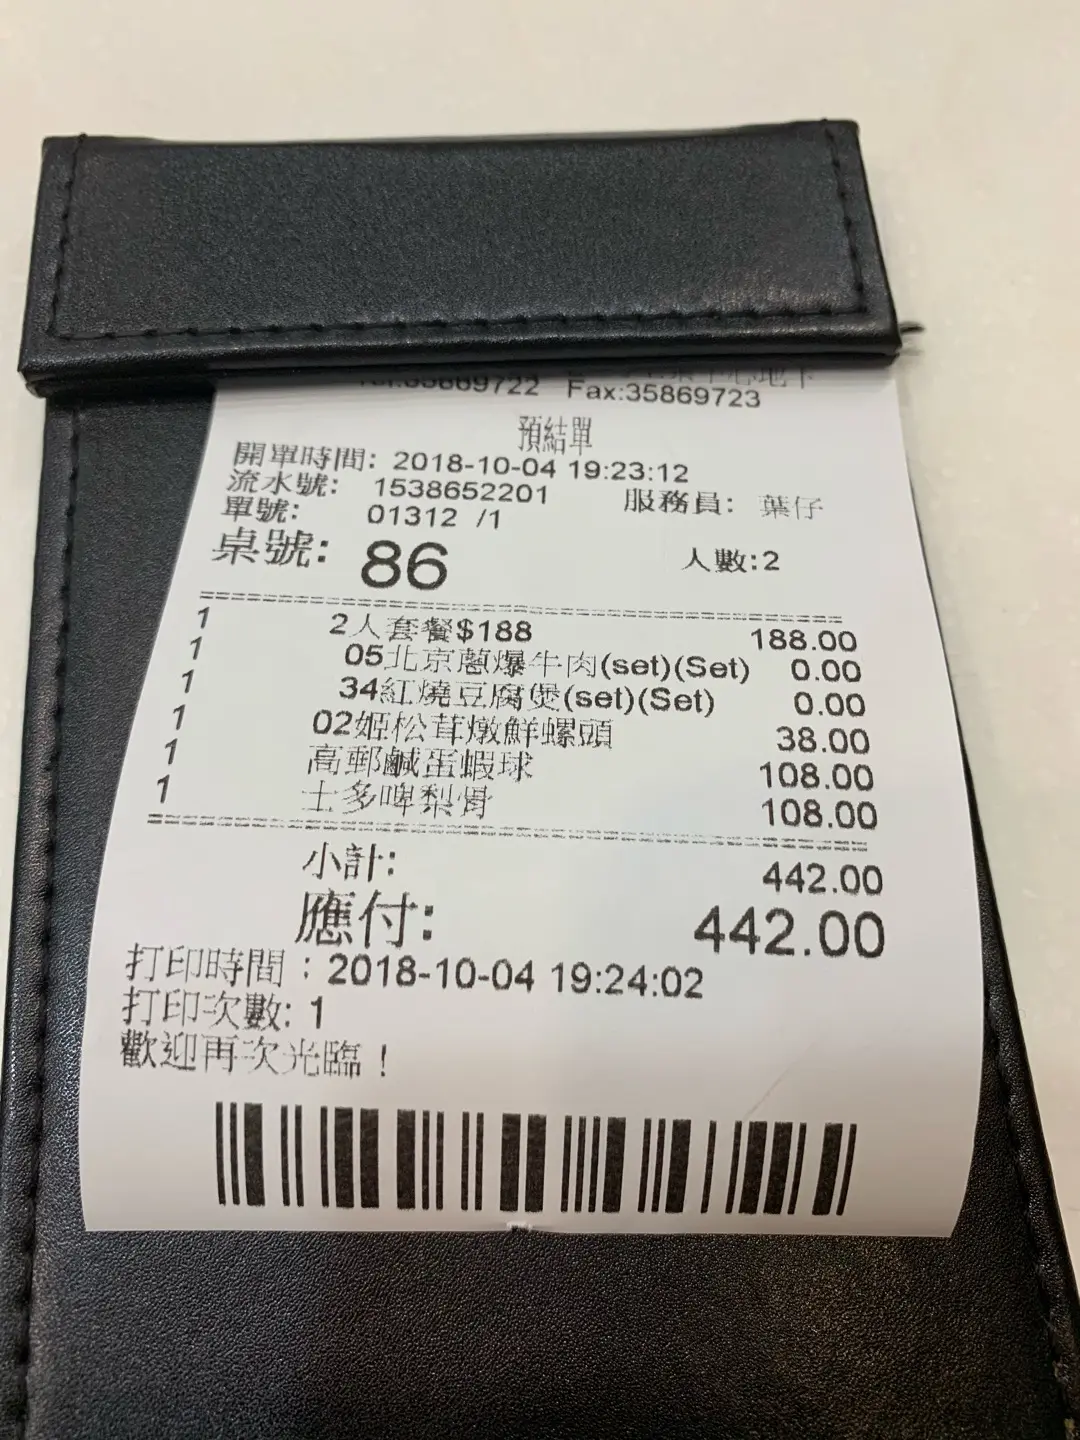 Fax:35869723
預結單
開單時間: 2018-10-04 19:23:12
流水號: 1538652201 服務員: 葉仔
單號: 01312 /1
桌號: 86 人數:2
1 2人套餐$188 188.00
1 05北京蔥爆牛肉(set)(Set) 0.00
1 34紅燒豆腐煲(set)(Set) 0.00
1 02姬松茸燉鮮螺頭 38.00
1 高郵鹹蛋蝦球 108.00
1 士多啤梨骨 108.00
小計: 442.00
應付: 442.00
打印時間：2018-10-04 19:24:02
打印次數: 1
歡迎再次光臨！